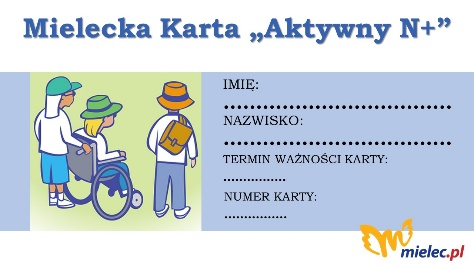 Mielecka Karta „Aktywny N+”
IMIĘ:
...................................
NAZWISKO:
...................................
TERMIN WAŻNOŚCI KARTY:
................
NUMER KARTY:
................
mielec.pl